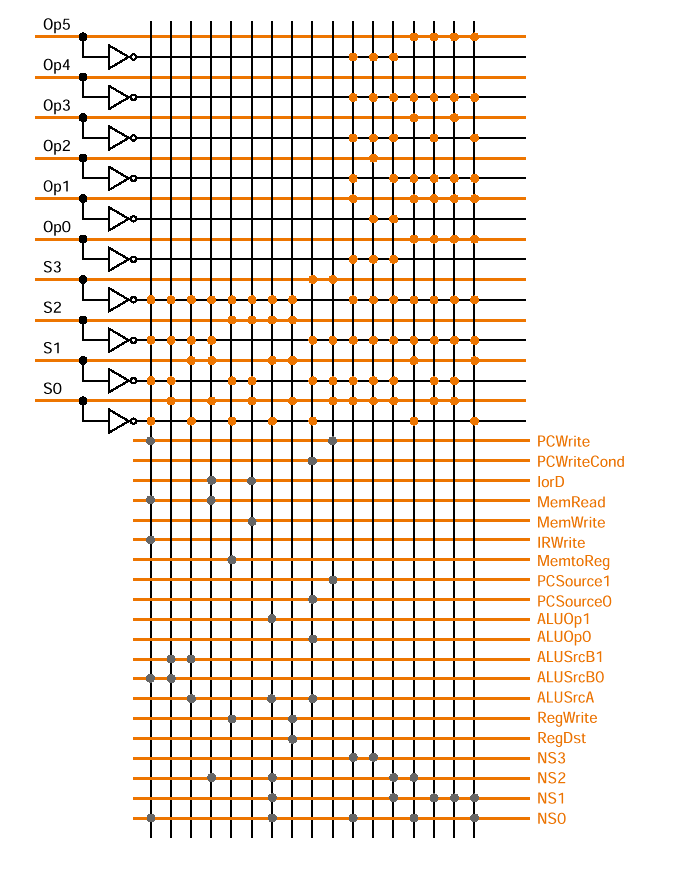 Op5
Op4
Op3
Op2
Op1
Op0
S3
S2
S1
S0
PCWrite
PCWriteCond
IorD
MemRead
MemWrite
IRWrite
MemtoReg
PCSource1
PCSource0
ALUOp1
ALUOp0
ALUSrcB1
ALUSrcB0
ALUSrcA
RegWrite
RegDst
NS3
NS2
NS1
NS0